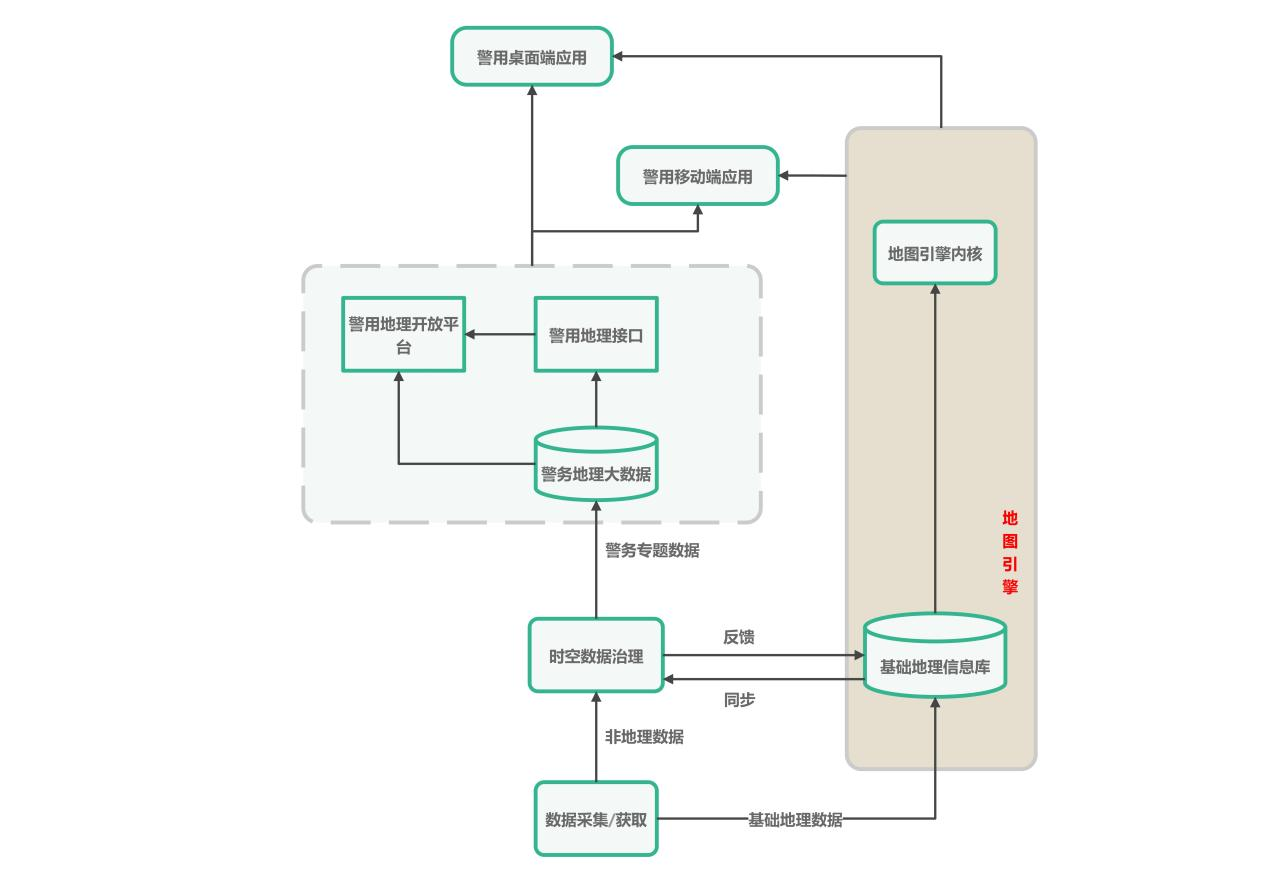 警用桌面端应用
警用移动端应用
地图引擎内核
警用地理开放平
台
警用地理接口
警务地理大数据
地
图
引
擎
警务专题数据
反馈
时空数据治理
基础地理信息库
同步
非地理数据
数据采集/获取
基础地理数据